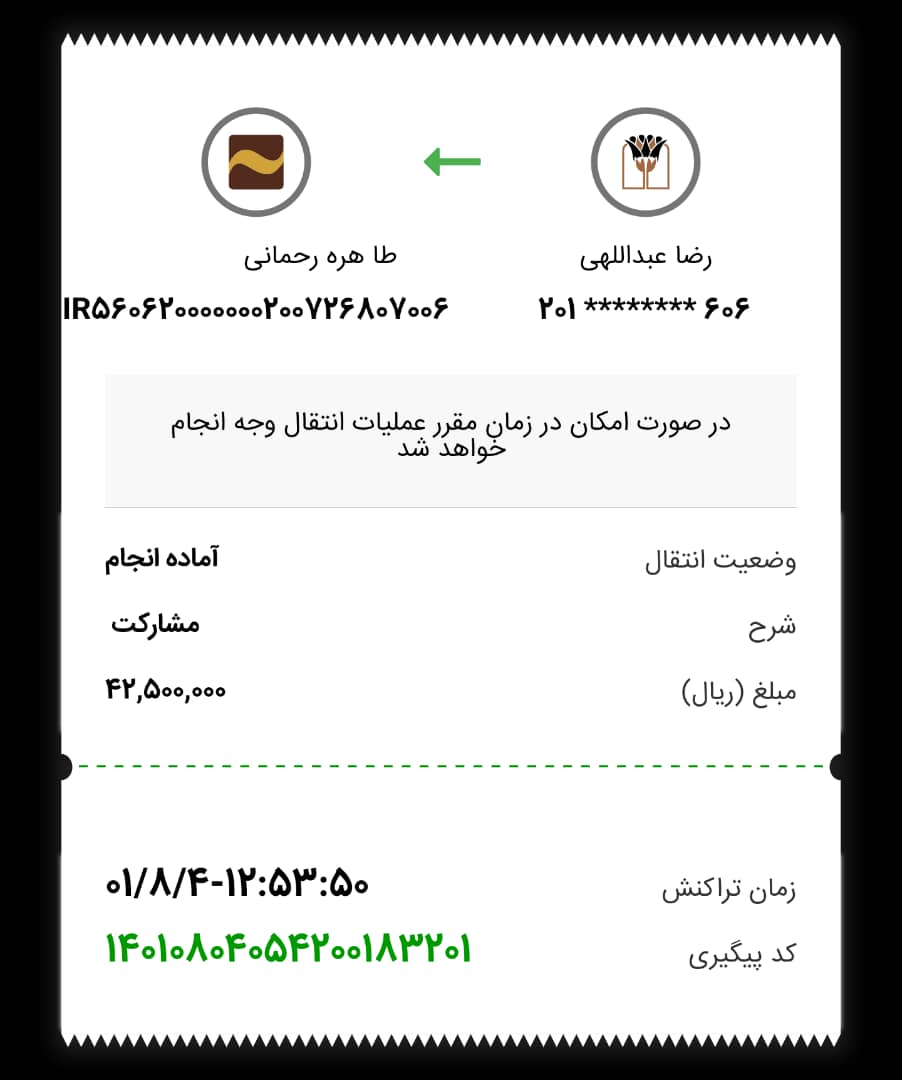 رضا عبداللهی
طا هره رحمانی
۶۰۶ ******** ۲۰۱
IR۵۶۰۶۲۰۰۰۰۰۰۰۲۰۰۷۲۶۸۰۷۰۰۶
در صورت امکان در زمان مقرر عملیات انتقال وجه انجام
خواهد شد
وضعیت انتقال آماده انجام
شرح مشارکت
مبلغ (ریال) ۴۲,۵۰۰,۰۰۰
زمان تراکنش ۰۱/۸/۴-۱۲:۵۳:۵۰
کد پیگیری ۱۴۰۱۰۸۰۴۰۵۴۲۰۰۱۸۳۲۰۱